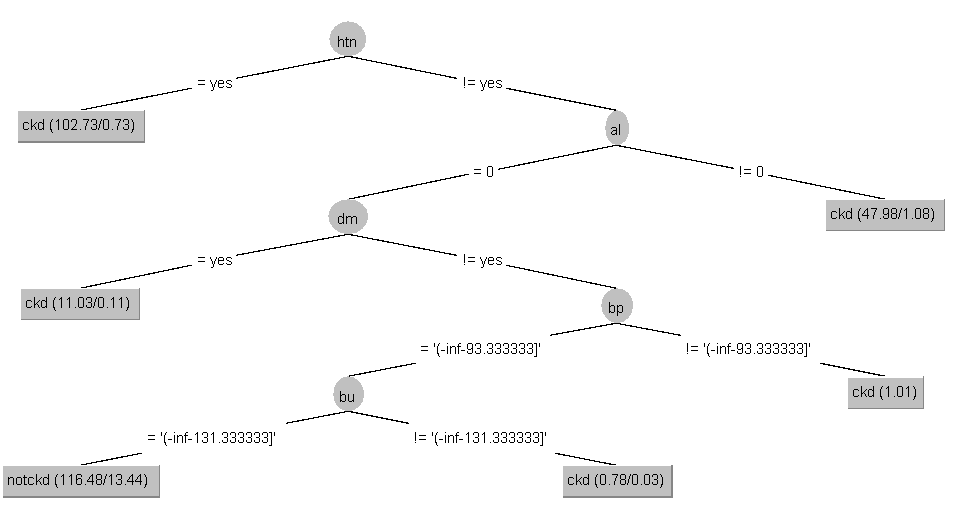 htn
= yes
!= yes
ckd (102.73/0.73)
al
= 0
!= 0
dm
ckd (47.98/1.08)
= yes
!= yes
ckd (11.03/0.11)
bp
= '(-inf-93.333333]'
!= '(-inf-93.333333]'
bu
ckd (1.01)
= '(-inf-131.333333]'
!= '(-inf-131.333333]'
notckd (116.48/13.44)
ckd (0.78/0.03)